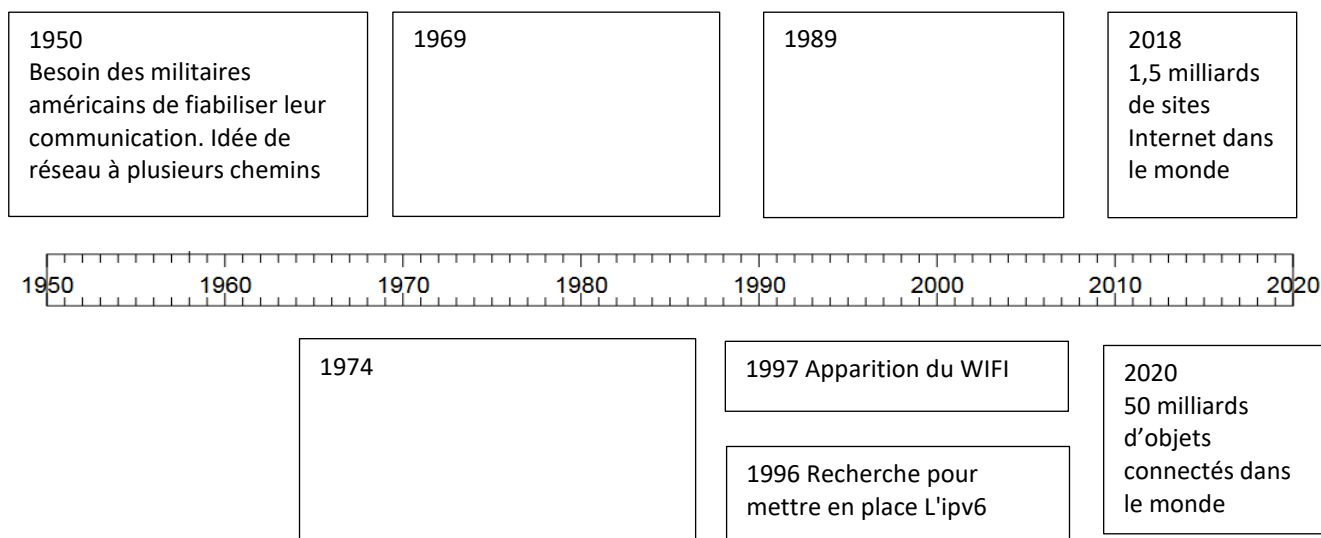 1950
Besoin des militaires
américains de fiabiliser leur
communication. Idée de
réseau à plusieurs chemins
1969
1989
2018
1,5 milliards
de sites
Internet dans
le monde
1950 1960 1970 1980 1990 2000 2010 2020
1974
1997 Apparition du WIFI
1996 Recherche pour
mettre en place L'ipv6
2020
50 milliards
d’objets
connectés dans
le monde